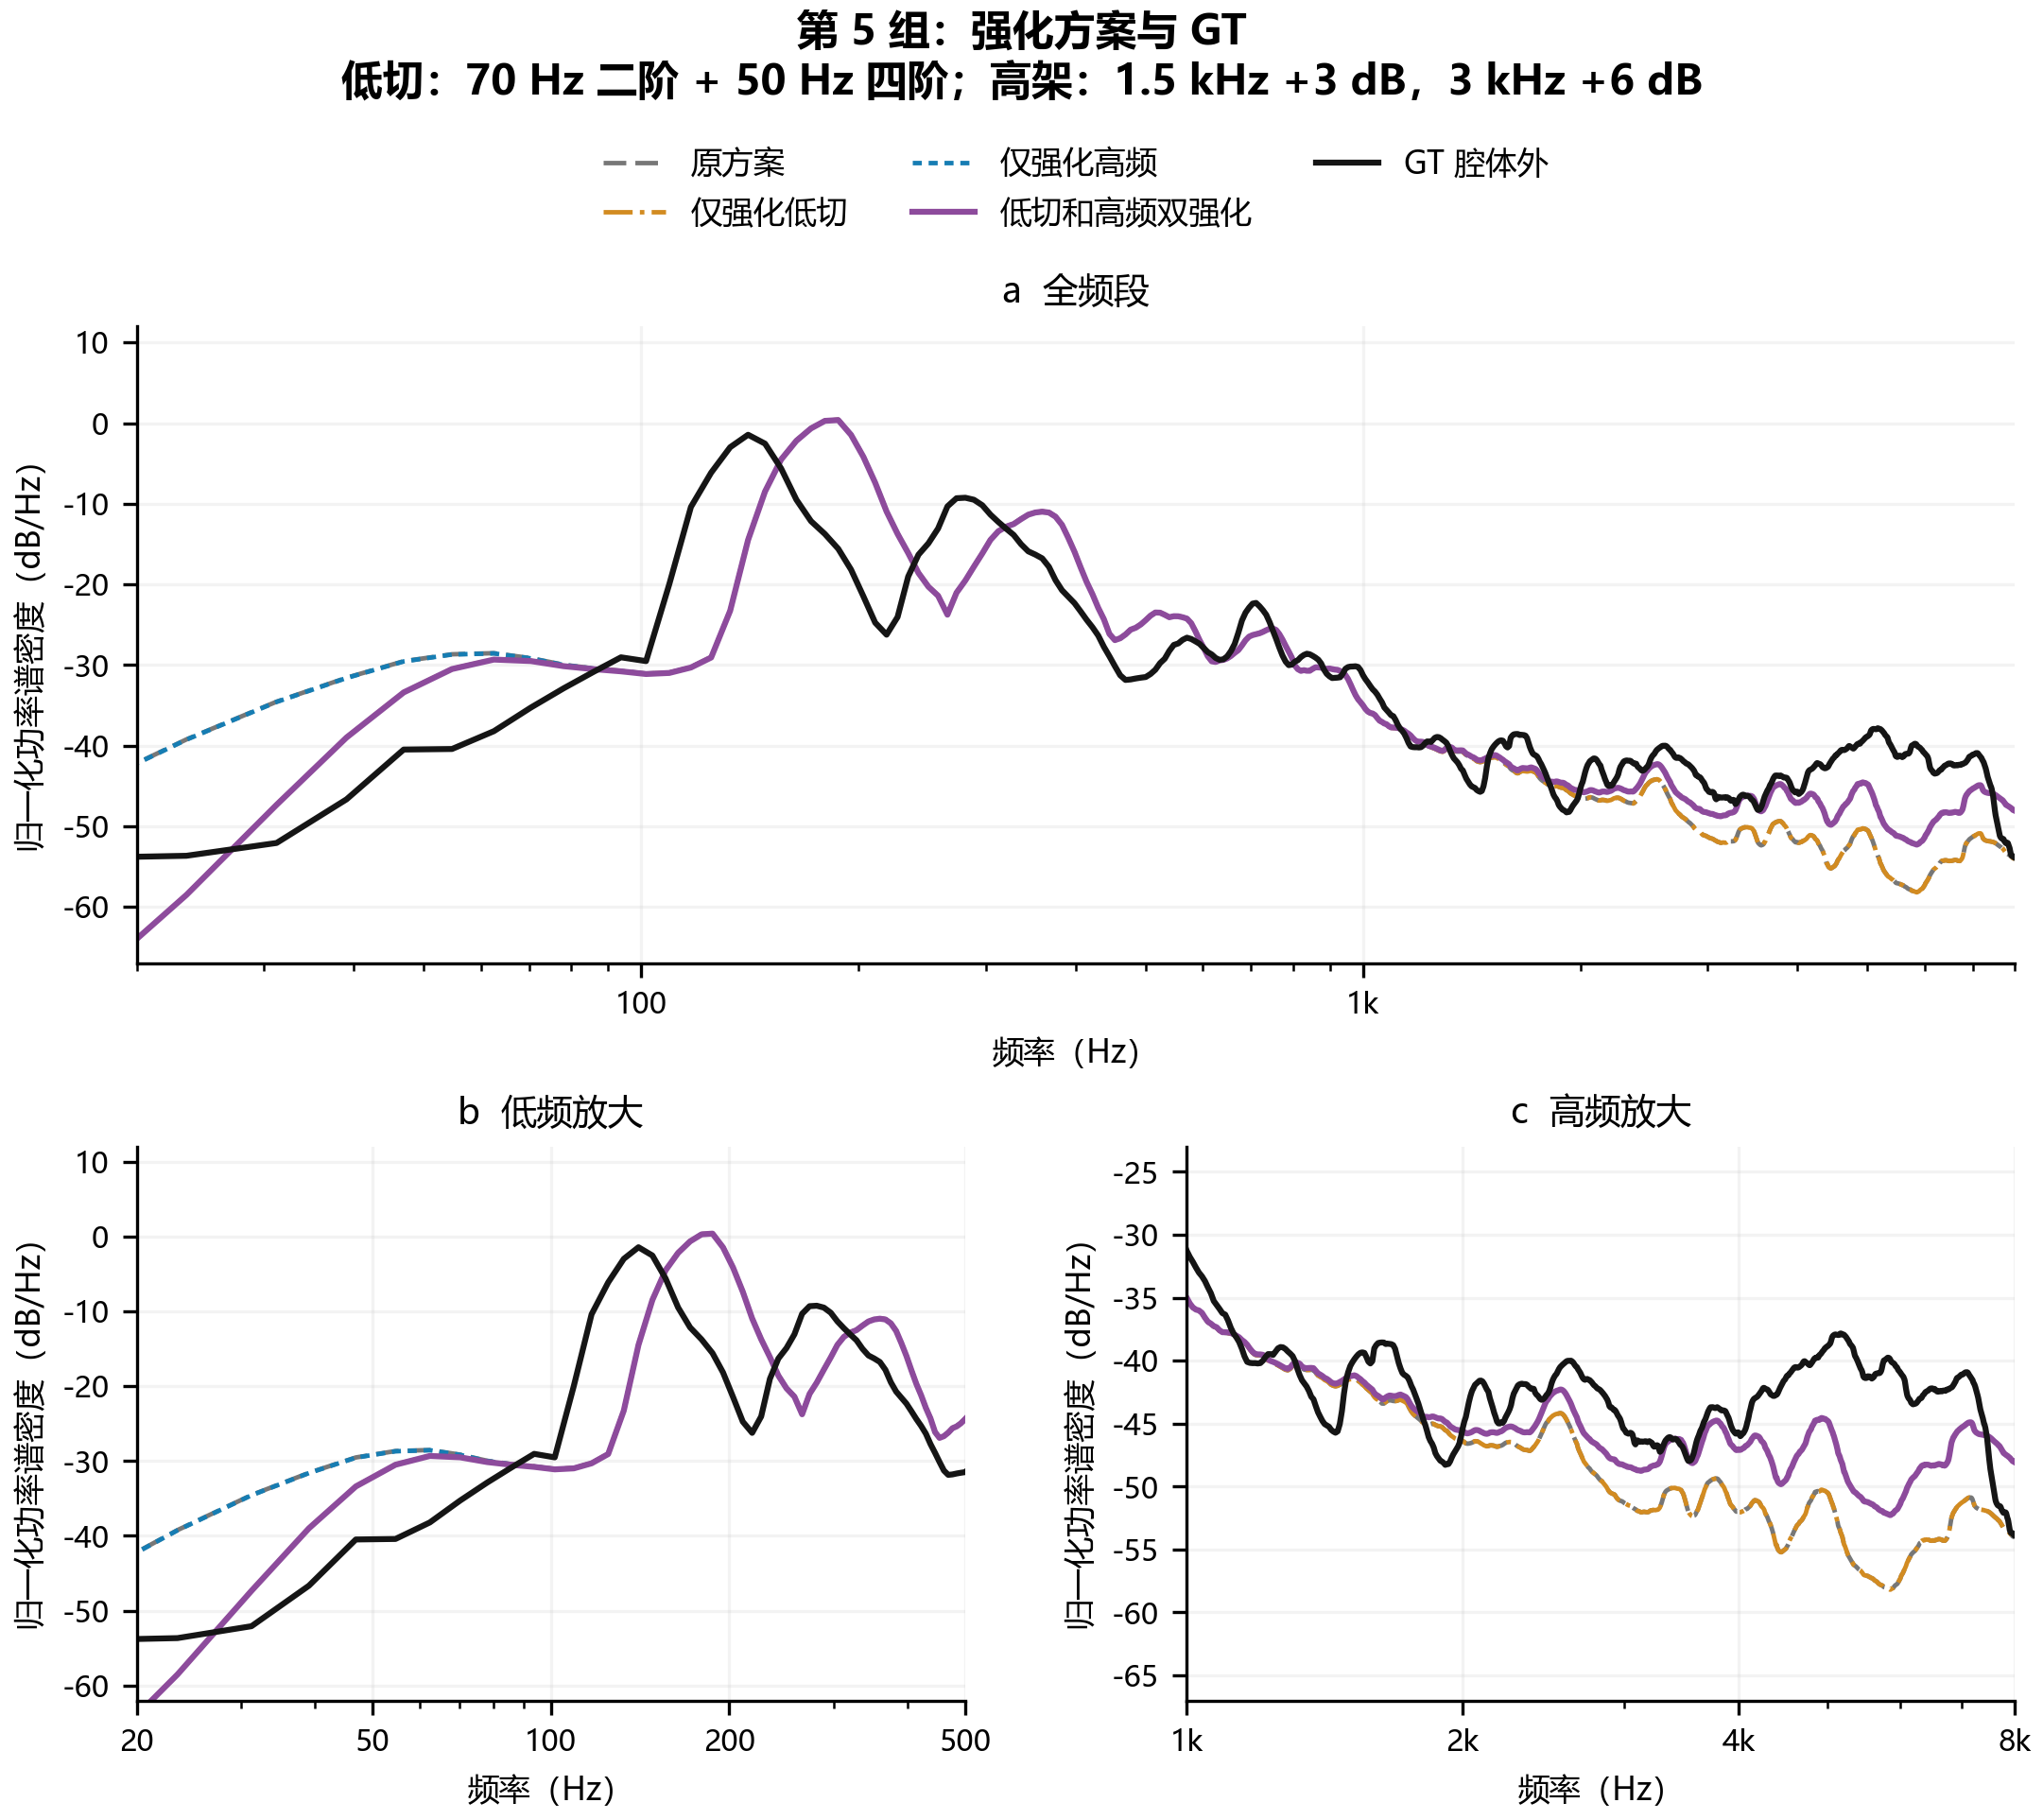 第 5 组：强化方案与 GT
低切：70 Hz 二阶 + 50 Hz 四阶；高架：1.5 kHz +3 dB，3 kHz +6 dB
原方案
仅强化高频
GT 腔体外
仅强化低切
低切和高频双强化
a 全频段
归一化功率谱密度（dB/Hz）
10
0
-10
-20
-30
-40
-50
-60
100
1k
频率（Hz）
b 低频放大
归一化功率谱密度（dB/Hz）
10
0
-10
-20
-30
-40
-50
-60
20
50
100
200
500
频率（Hz）
c 高频放大
归一化功率谱密度（dB/Hz）
-25
-30
-35
-40
-45
-50
-55
-60
-65
1k
2k
4k
8k
频率（Hz）